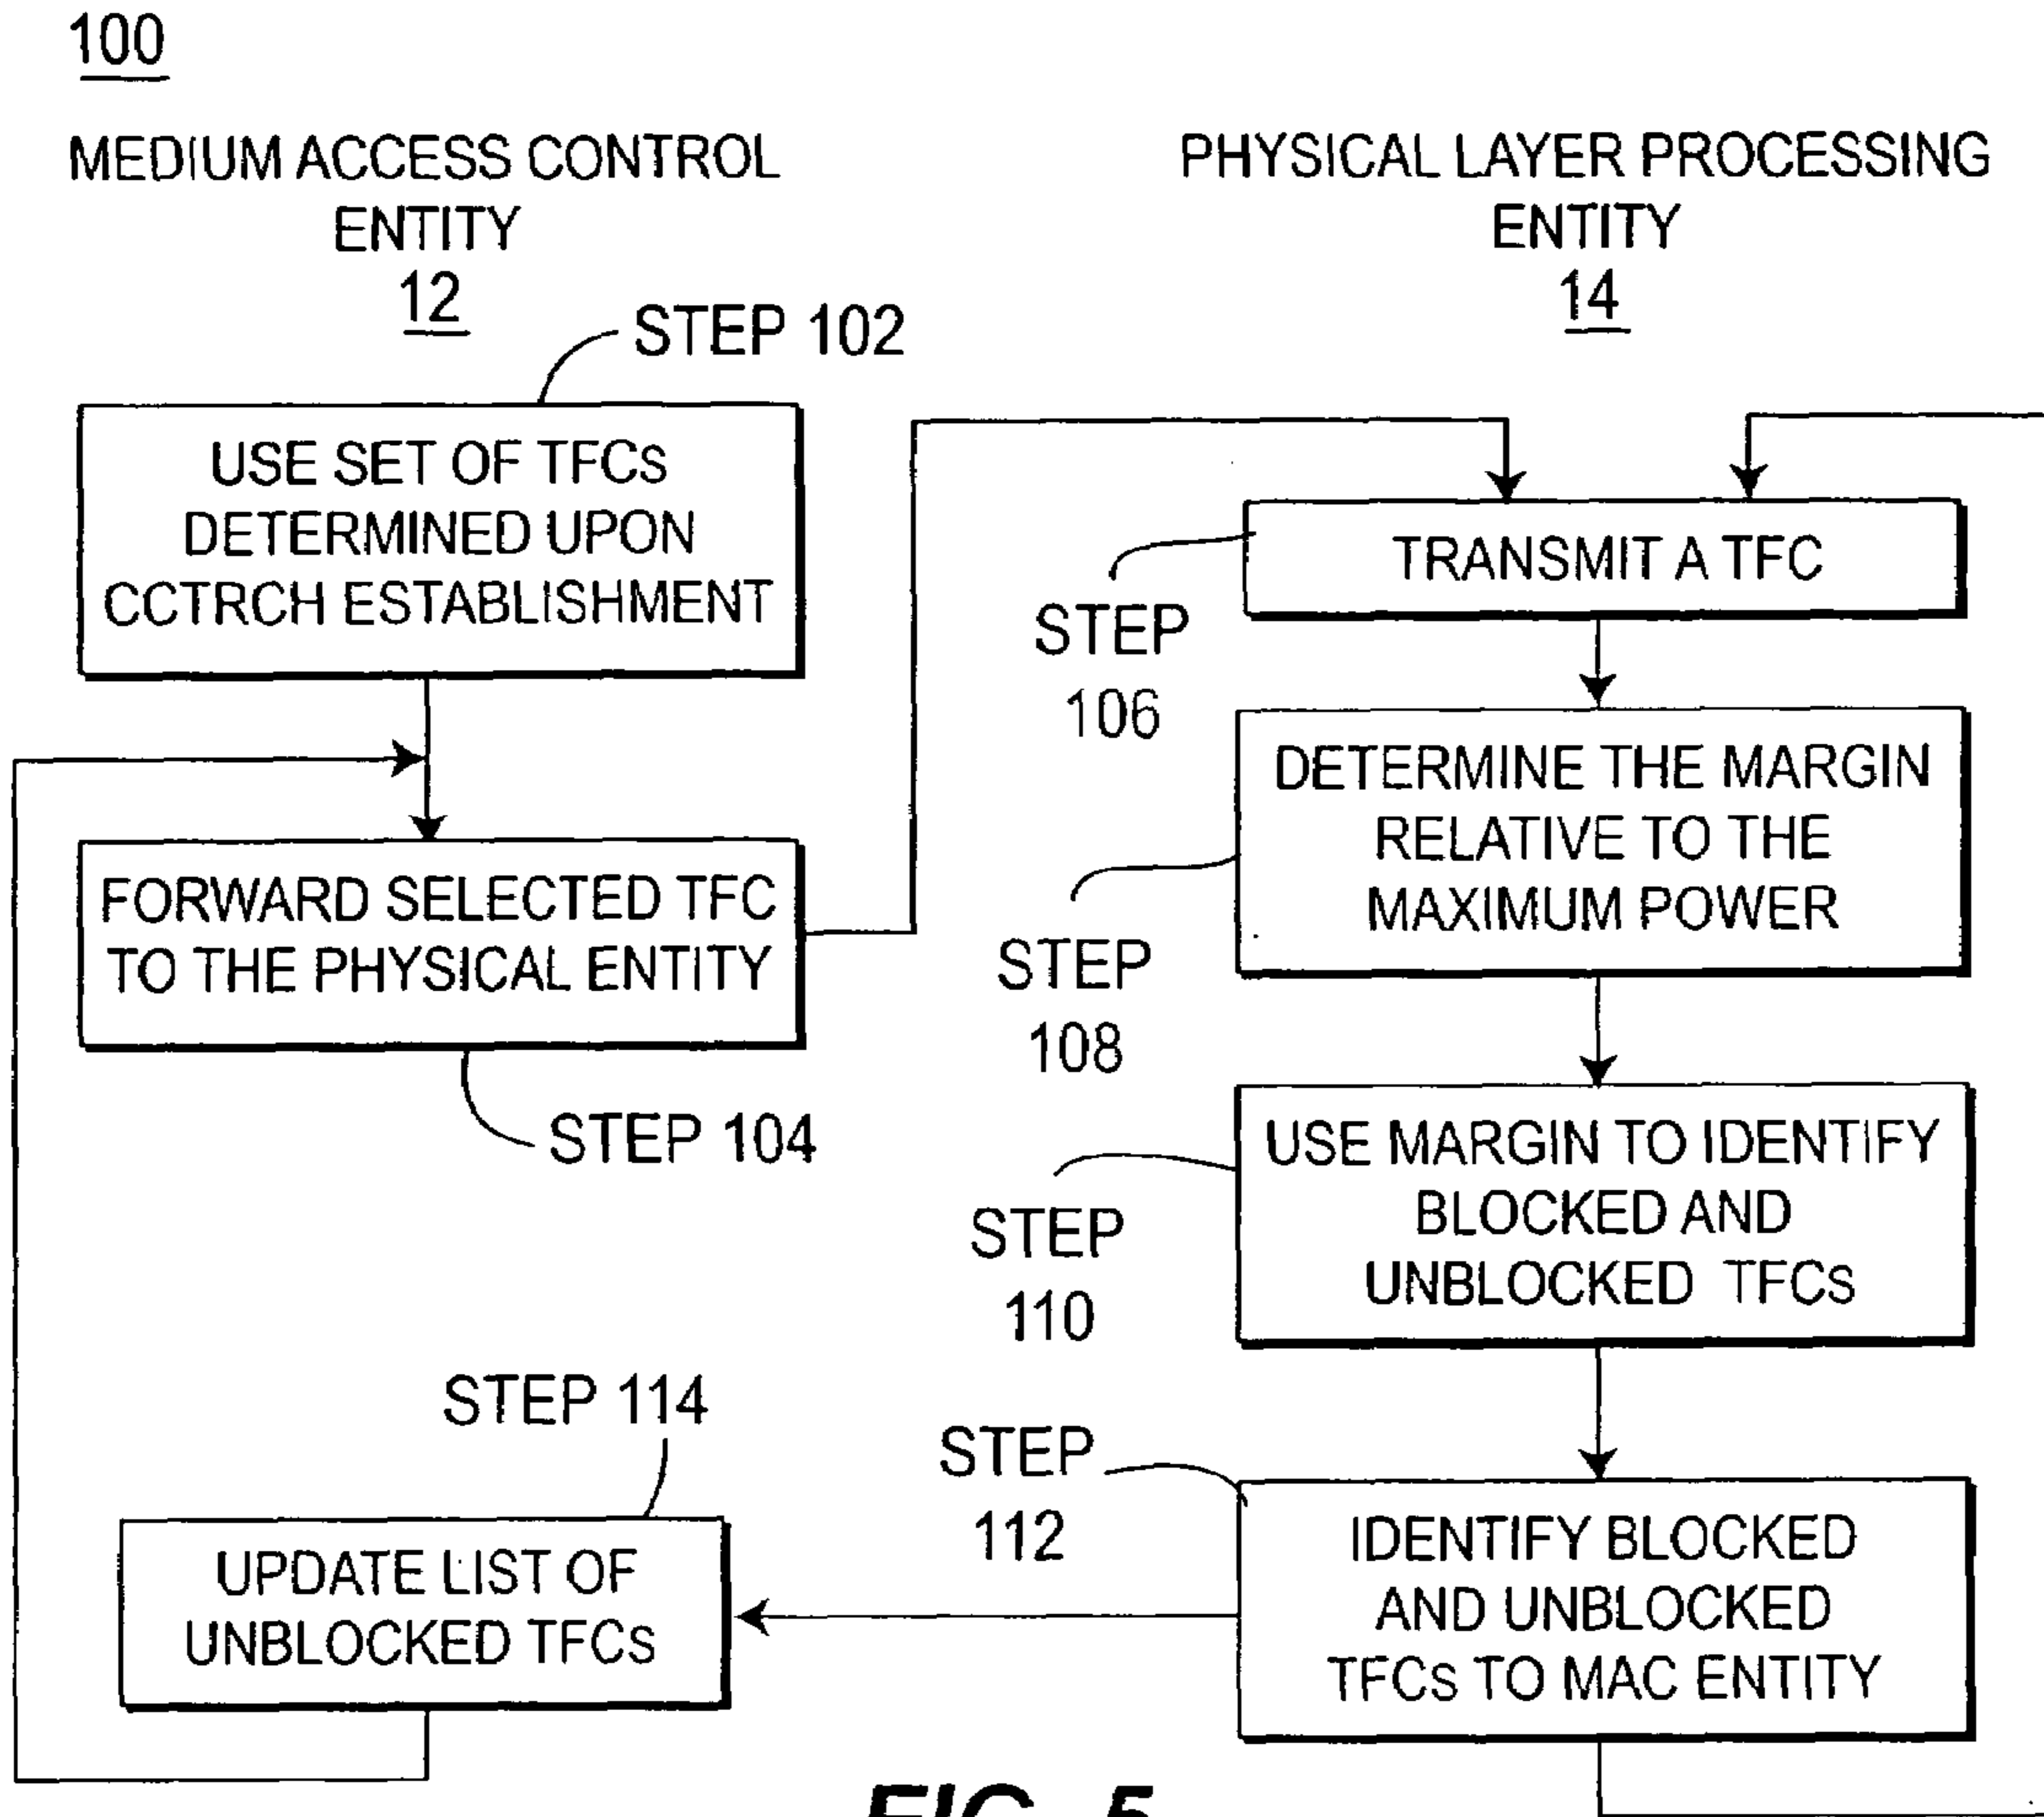 100
MEDIUM ACCESS CONTROL
ENTITY
12
PHYSICAL LAYER PROCESSING
ENTITY
14
STEP 102
USE SET OF TFCs
DETERMINED UPON
CCTRCH ESTABLISHMENT
FORWARD SELECTED TFC
TO THE PHYSICAL ENTITY
STEP 104
TRANSMIT A TFC
STEP
106
DETERMINE THE MARGIN
RELATIVE TO THE
MAXIMUM POWER
STEP
108
USE MARGIN TO IDENTIFY
BLOCKED AND
UNBLOCKED TFCs
STEP
110
IDENTIFY BLOCKED
AND UNBLOCKED
TFCs TO MAC ENTITY
STEP
112
STEP 114
UPDATE LIST OF
UNBLOCKED TFCs
FIG. 5